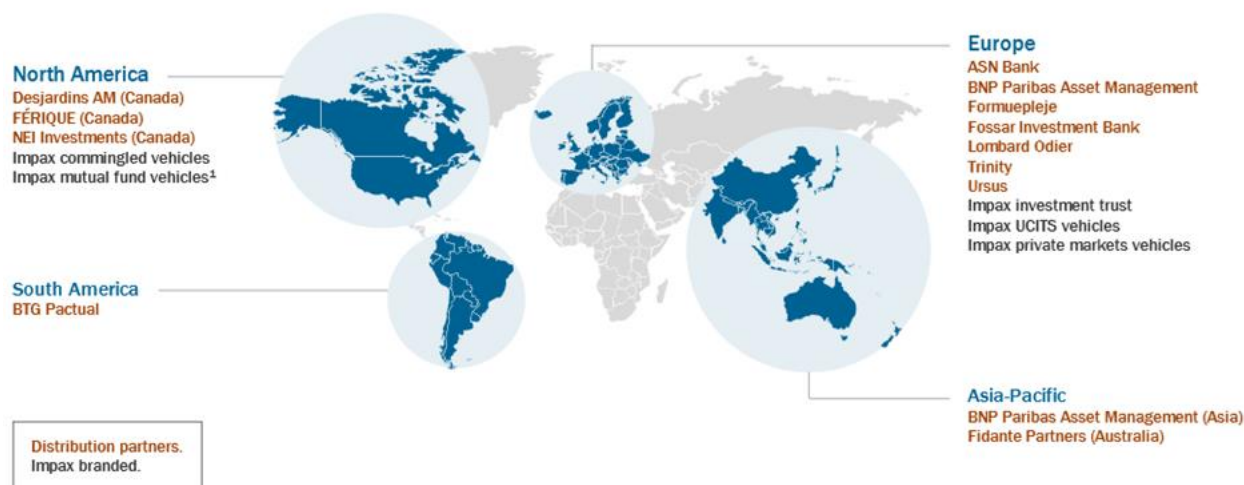 North America
Desjardins AM (Canada)
FÉRIQUE (Canada)
NEI Investments (Canada)
Impax commingled vehicles
Impax mutual fund vehicles¹
South America
BTG Pactual
Europe
ASN Bank
BNP Paribas Asset Management
Formuepleje
Fossar Investment Bank
Lombard Odier
Trinity
Ursus
Impax investment trust
Impax UCITS vehicles
Impax private markets vehicles
Asia-Pacific
BNP Paribas Asset Management (Asia)
Fidante Partners (Australia)
Distribution partners.
Impax branded.